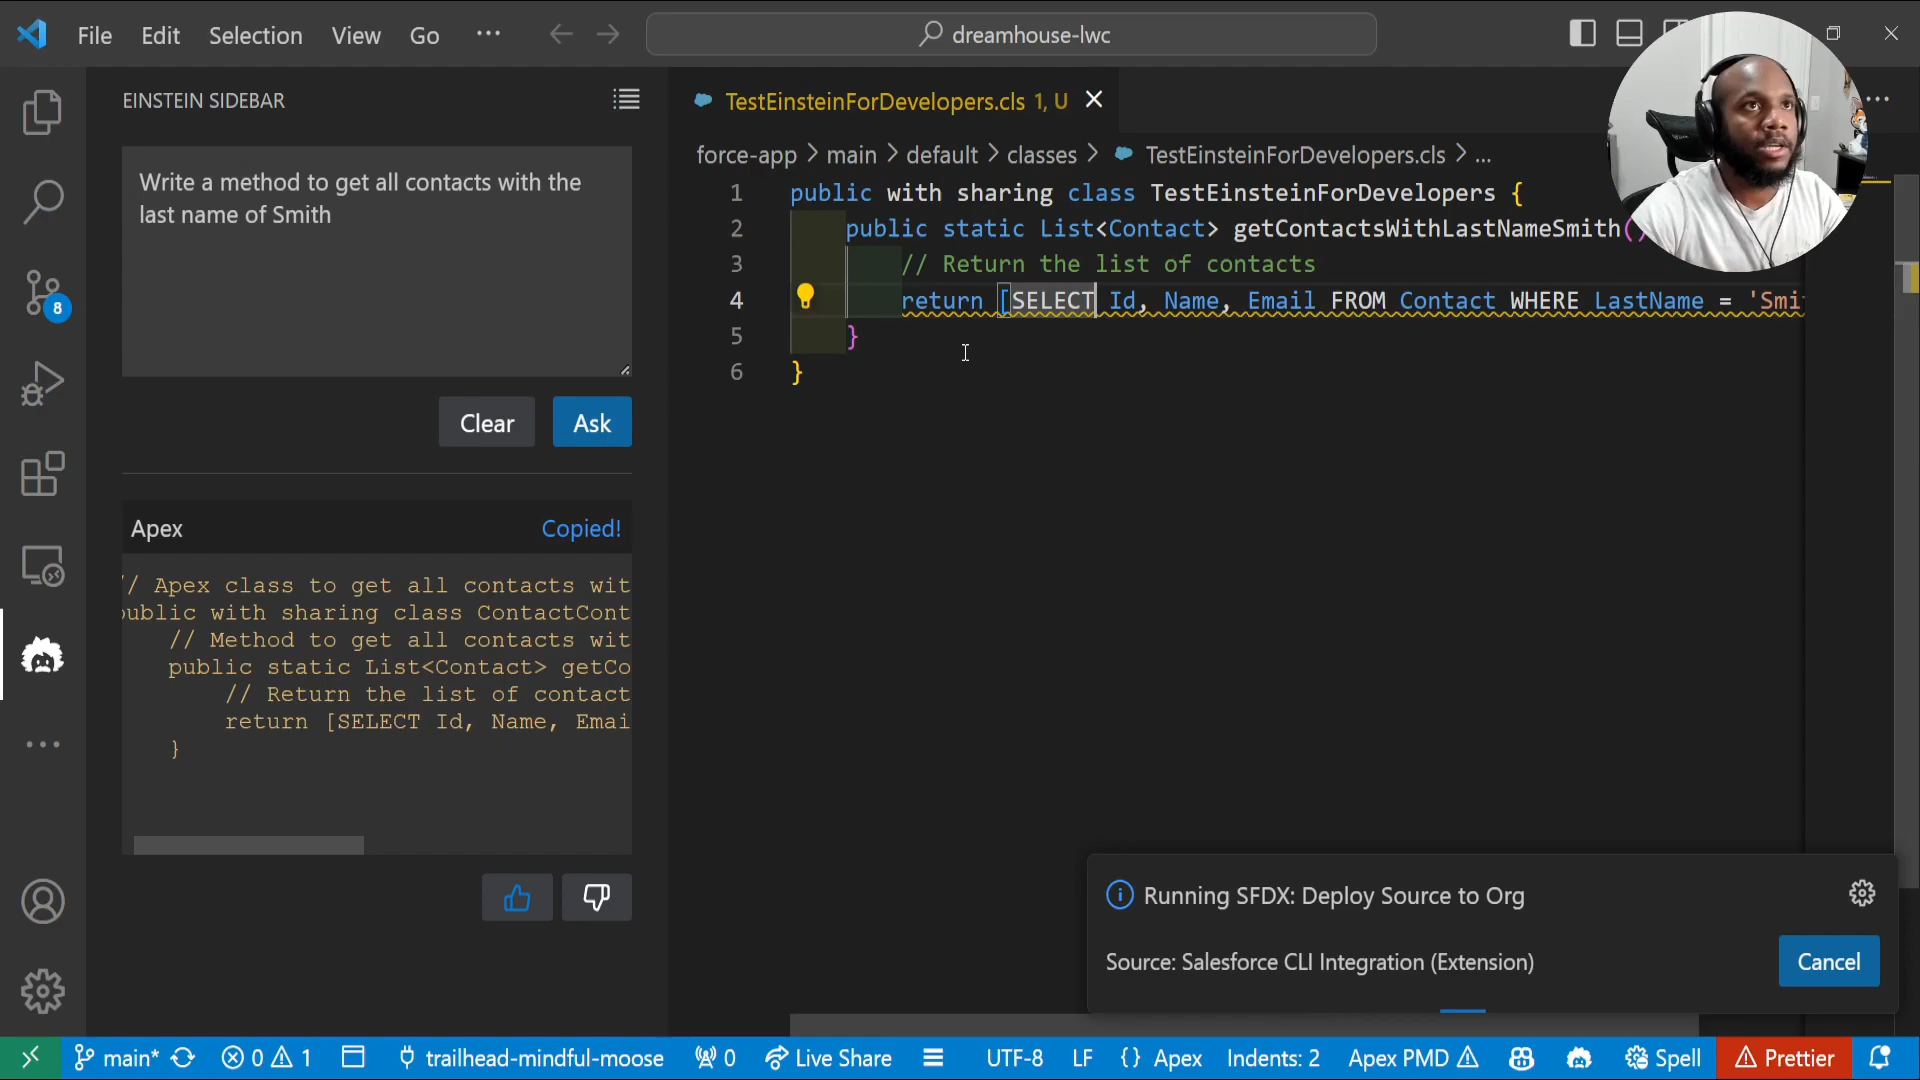 File Edit Selection View Go ... dreamhouse-lwc
EINSTEIN SIDEBAR
Write a method to get all contacts with the
last name of Smith
Clear Ask
Apex Copied!
// Apex class to get all contacts wit
public with sharing class ContactCont
// Method to get all contacts wit
public static List<Contact> getCo
// Return the list of contact
return [SELECT Id, Name, Emai
}
8
TestEinsteinForDevelopers.cls 1, U
force-app > main > default > classes > TestEinsteinForDevelopers.cls > ...
1 public with sharing class TestEinsteinForDevelopers {
2 public static List<Contact> getContactsWithLastNameSmith()
3 // Return the list of contacts
4 return [SELECT Id, Name, Email FROM Contact WHERE LastName = 'Smi
5 }
6 }
Running SFDX: Deploy Source to Org
Source: Salesforce CLI Integration (Extension) Cancel
main* 0 1 trailhead-mindful-moose 0 Live Share UTF-8 LF {} Apex Indents: 2 Apex PMD Spell Prettier